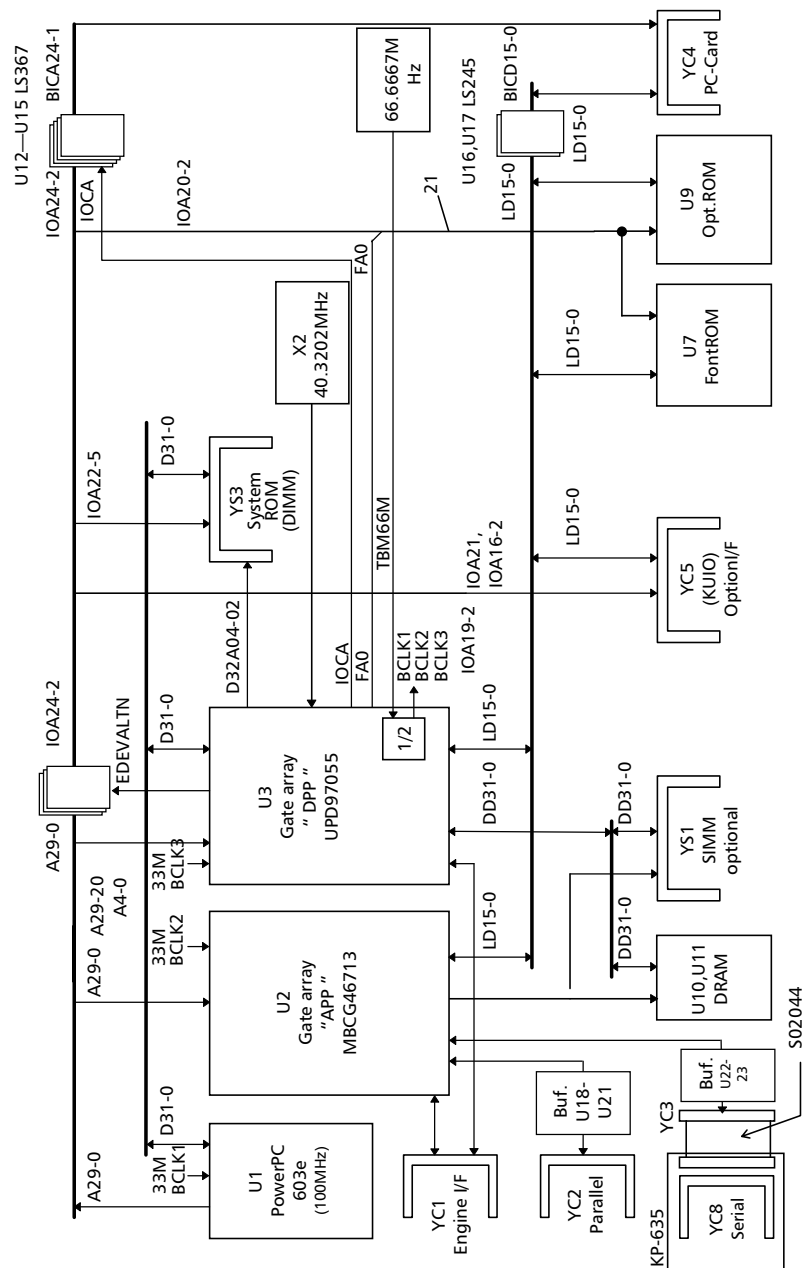 U12—U15 LS367
BICA24-1
IOA24-2
IOCA
IOA20-2
FA0
66.6667M
Hz
21
U16,U17 LS245
BICD15-0
LD15-0
LD15-0
YC4
PC-Card
U9
Opt.ROM
U7
FontROM
LD15-0
X2
40.3202MHz
D31-0
IOA22-5
YS3
System
ROM
(DIMM)
TBM66M
IOA21,
IOA16-2
LD15-0
YC5
(KUIO)
OptionI/F
D32A04-02
IOCA
FA0
BCLK1
BCLK2
BCLK3
IOA19-2
IOA24-2
EDEVALTN
D31-0
1/2
LD15-0
U3
Gate array
“ DPP ”
UPD97055
DD31-0
DD31-0
YS1
SIMM
optional
A29-0
A29-20
A4-0
33M
BCLK3
33M
BCLK2
A29-0
U2
Gate array
“APP ”
MBCG46713
LD15-0
DD31-0
U10,U11
DRAM
S02044
D31-0
A29-0
33M
BCLK1
U1
PowerPC
603e
(100MHz)
YC1
Engine I/F
Buf.
U18-
U21
YC2
Parallel
Buf.
U22-
23
YC3
YC8
Serial
KP-635